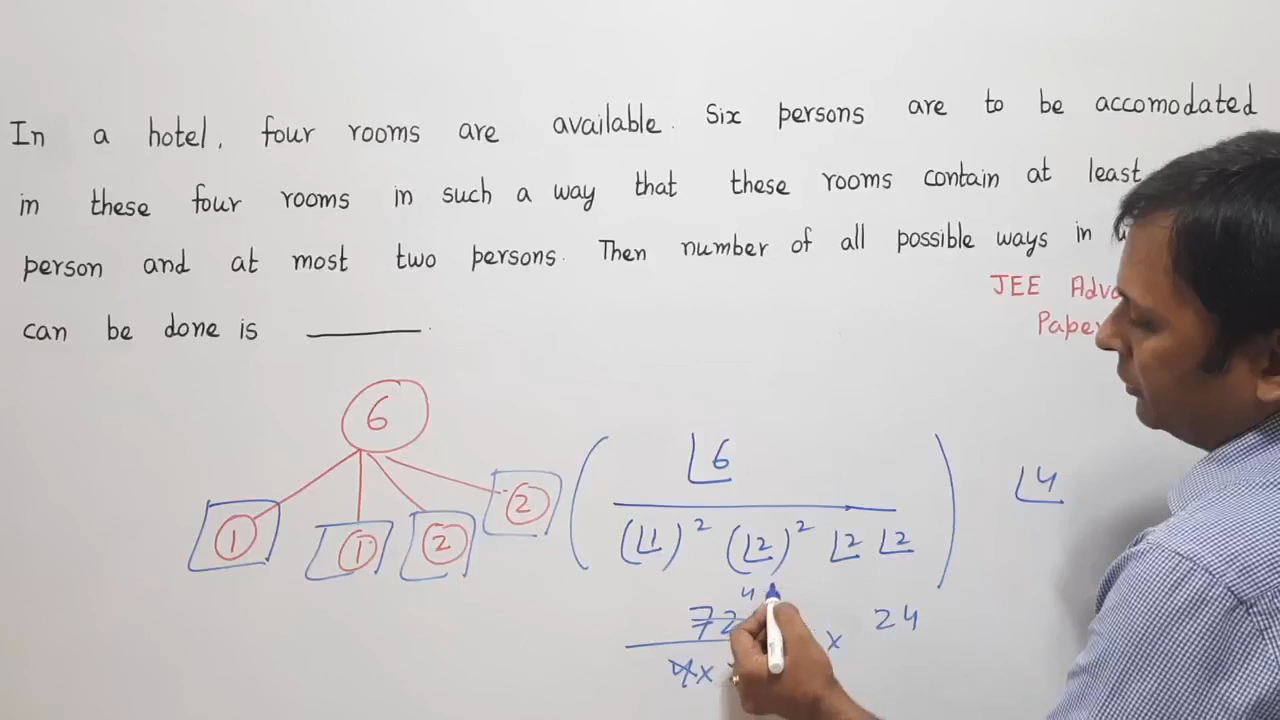 In a hotel, four rooms are available. Six persons are to be accomodated
in these four rooms in such a way that these rooms contain at least
person and at most two persons. Then number of all possible ways in
JEE Adva
can be done is ______.
Paper
6
1 1 2 2
( ⌊6 / (⌊1)² (⌊2)² ⌊2 ⌊2 ) ⌊4
4
72 × 24
4×